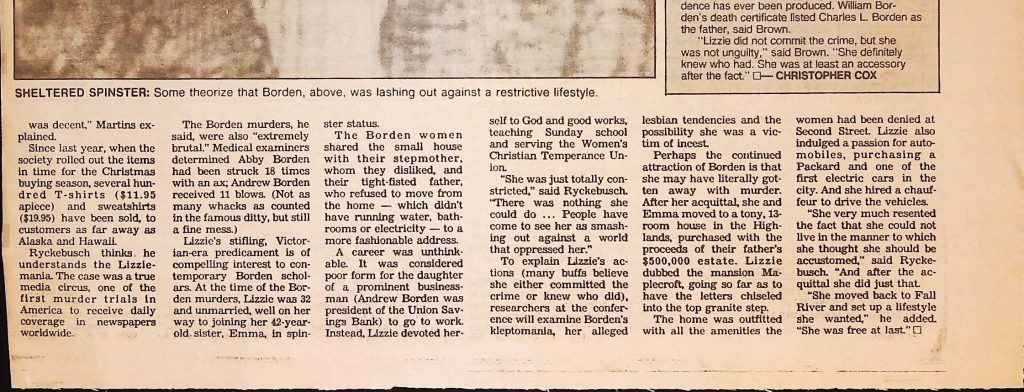 dence has ever been produced. William Bor-
den's death certificate listed Charles L. Borden as
the father, said Brown.
"Lizzie did not commit the crime, but she
was not unguilty," said Brown. "She definitely
knew who had. She was at least an accessory
after the fact." □— CHRISTOPHER COX
SHELTERED SPINSTER: Some theorize that Borden, above, was lashing out against a restrictive lifestyle.
was decent," Martins ex-
plained.
Since last year, when the
society rolled out the items
in time for the Christmas
buying season, several hun-
dred T-shirts ($11.95
apiece) and sweatshirts
($19.95) have been sold, to
customers as far away as
Alaska and Hawaii.
Ryckebusch thinks he
understands the Lizzie-
mania. The case was a true
media circus, one of the
first murder trials in
America to receive daily
coverage in newspapers
worldwide.
The Borden murders, he
said, were also "extremely
brutal." Medical examiners
determined Abby Borden
had been struck 18 times
with an ax; Andrew Borden
received 11 blows. (Not as
many whacks as counted
in the famous ditty, but still
a fine mess.)
Lizzie's stifling, Victor-
ian-era predicament is of
compelling interest to con-
temporary Borden schol-
ars. At the time of the Bor-
den murders, Lizzie was 32
and unmarried, well on her
way to joining her 42-year-
old sister, Emma, in spin-
ster status.
The Borden women
shared the small house
with their stepmother,
whom they disliked, and
their tight-fisted father,
who refused to move from
the home — which didn't
have running water, bath-
rooms or electricity — to a
more fashionable address.
A career was unthink-
able. It was considered
poor form for the daughter
of a prominent business-
man (Andrew Borden was
president of the Union Sav-
ings Bank) to go to work.
Instead, Lizzie devoted her-
self to God and good works,
teaching Sunday school
and serving the Women's
Christian Temperance Un-
ion.
"She was just totally con-
stricted," said Ryckebusch.
"There was nothing she
could do ... People have
come to see her as smash-
ing out against a world
that oppressed her."
To explain Lizzie's ac-
tions (many buffs believe
she either committed the
crime or knew who did),
researchers at the confer-
ence will examine Borden's
kleptomania, her alleged
lesbian tendencies and the
possibility she was a vic-
tim of incest.
Perhaps the continued
attraction of Borden is that
she may have literally got-
ten away with murder.
After her acquittal, she and
Emma moved to a tony, 13-
room house in the High-
lands, purchased with the
proceeds of their father's
$500,000 estate. Lizzie
dubbed the mansion Ma-
plecroft, going so far as to
have the letters chiseled
into the top granite step.
The home was outfitted
with all the amenities the
women had been denied at
Second Street. Lizzie also
indulged a passion for auto-
mobiles, purchasing a
Packard and one of the
first electric cars in the
city. And she hired a chauf-
feur to drive the vehicles.
"She very much resented
the fact that she could not
live in the manner to which
she thought she should be
accustomed," said Rycke-
busch. "And after the ac-
quittal she did just that.
"She moved back to Fall
River and set up a lifestyle
she wanted," he added.
"She was free at last." □